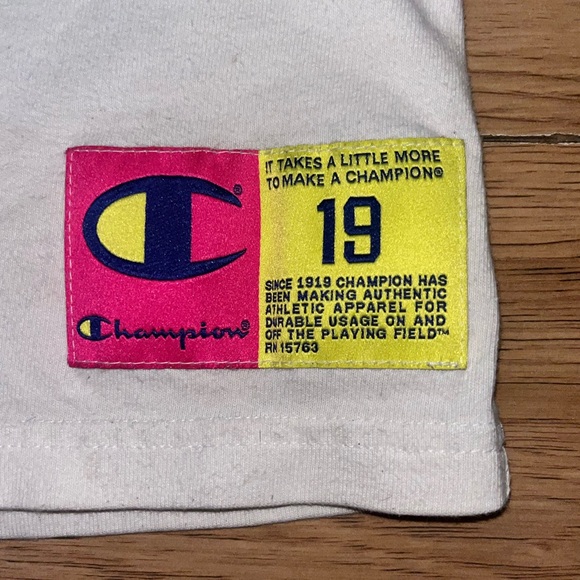 Champion
IT TAKES A LITTLE MORE
TO MAKE A CHAMPION®
19
SINCE 1919 CHAMPION HAS
BEEN MAKING AUTHENTIC
ATHLETIC APPAREL FOR
DURABLE USAGE ON AND
OFF THE PLAYING FIELD™
RN 15763